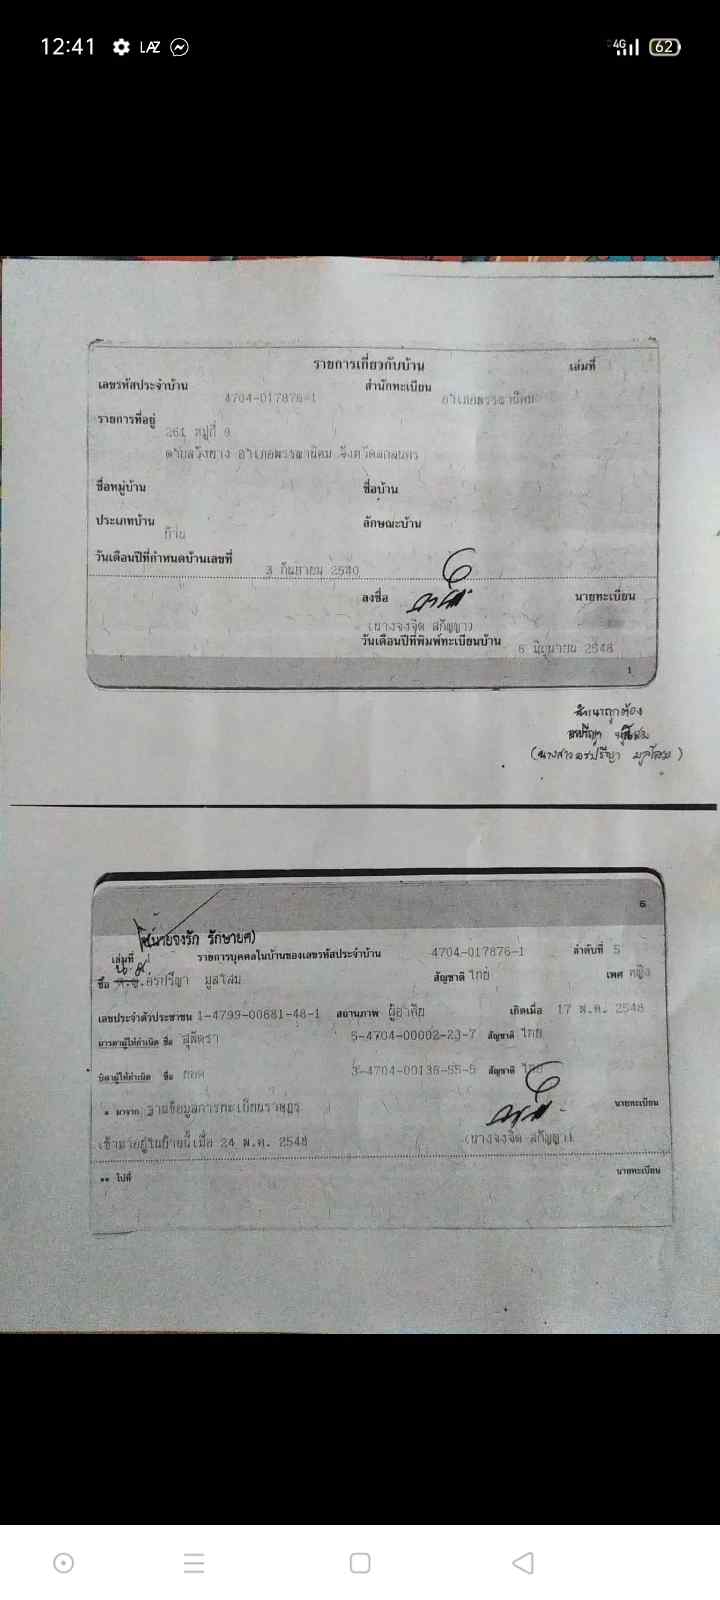 12:41 LAZ 4G 62
รายการเกี่ยวกับบ้าน เล่มที่
เลขรหัสประจำบ้าน 4704-017876-1 สำนักทะเบียน อำเภอพรรณานิคม
รายการที่อยู่ 261 หมู่ที่ 9
ตำบลวังยาง อำเภอพรรณานิคม จังหวัดสกลนคร
ชื่อหมู่บ้าน ชื่อบ้าน
ประเภทบ้าน บ้าน ลักษณะบ้าน
วันเดือนปีที่กำหนดบ้านเลขที่ 3 กันยายน 2540
ลงชื่อ นายทะเบียน
(นางจงจิต สกัญญา)
วันเดือนปีที่พิมพ์ทะเบียนบ้าน 6 มิถุนายน 2548
1
สำเนาถูกต้อง
อรปรียา มูลโสม
(นางสาวอรปรียา มูลโสม)
6
(ชื่อนายจงรัก รักษายศ)
เล่มที่ 1 รายการบุคคลในบ้านของเลขรหัสประจำบ้าน 4704-017876-1 ลำดับที่ 5
น.ส.
ชื่อ ด.ญ.อรปรียา มูลโสม สัญชาติ ไทย เพศ หญิง
เลขประจำตัวประชาชน 1-4799-00681-48-1 สถานภาพ ผู้อาศัย เกิดเมื่อ 17 พ.ค. 2548
มารดาผู้ให้กำเนิด ชื่อ สุลัดรา 5-4704-00002-23-7 สัญชาติ ไทย
บิดาผู้ให้กำเนิด ชื่อ 3-4704-00136-55-5 สัญชาติ ไทย
* มาจาก ฐานข้อมูลการทะเบียนราษฎร นายทะเบียน
เข้ามาอยู่ในบ้านนี้เมื่อ 24 พ.ค. 2548 (นางจงจิต สกัญญา)
** ไปที่ นายทะเบียน